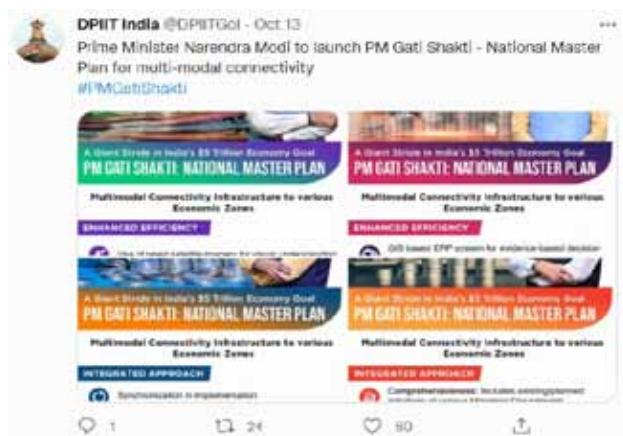 DPIIT India @DPIITGoI · Oct 13
Prime Minister Narendra Modi to launch PM Gati Shakti - National Master
Plan for multi-modal connectivity
#PMGatiShakti
A Giant Stride in India's $5 Trillion Economy Goal
PM GATI SHAKTI: NATIONAL MASTER PLAN
Multimodal Connectivity Infrastructure to various
Economic Zones
ENHANCED EFFICIENCY
A Giant Stride in India's $5 Trillion Economy Goal
PM GATI SHAKTI: NATIONAL MASTER PLAN
Multimodal Connectivity Infrastructure to various
Economic Zones
ENHANCED EFFICIENCY
GIS based ERP system for evidence-based decision
A Giant Stride in India's $5 Trillion Economy Goal
PM GATI SHAKTI: NATIONAL MASTER PLAN
Multimodal Connectivity Infrastructure to various
Economic Zones
INTEGRATED APPROACH
Synchronization in implementation
A Giant Stride in India's $5 Trillion Economy Goal
PM GATI SHAKTI: NATIONAL MASTER PLAN
Multimodal Connectivity Infrastructure to various
Economic Zones
INTEGRATED APPROACH
Comprehensiveness: Includes existing/planned
1 24 60